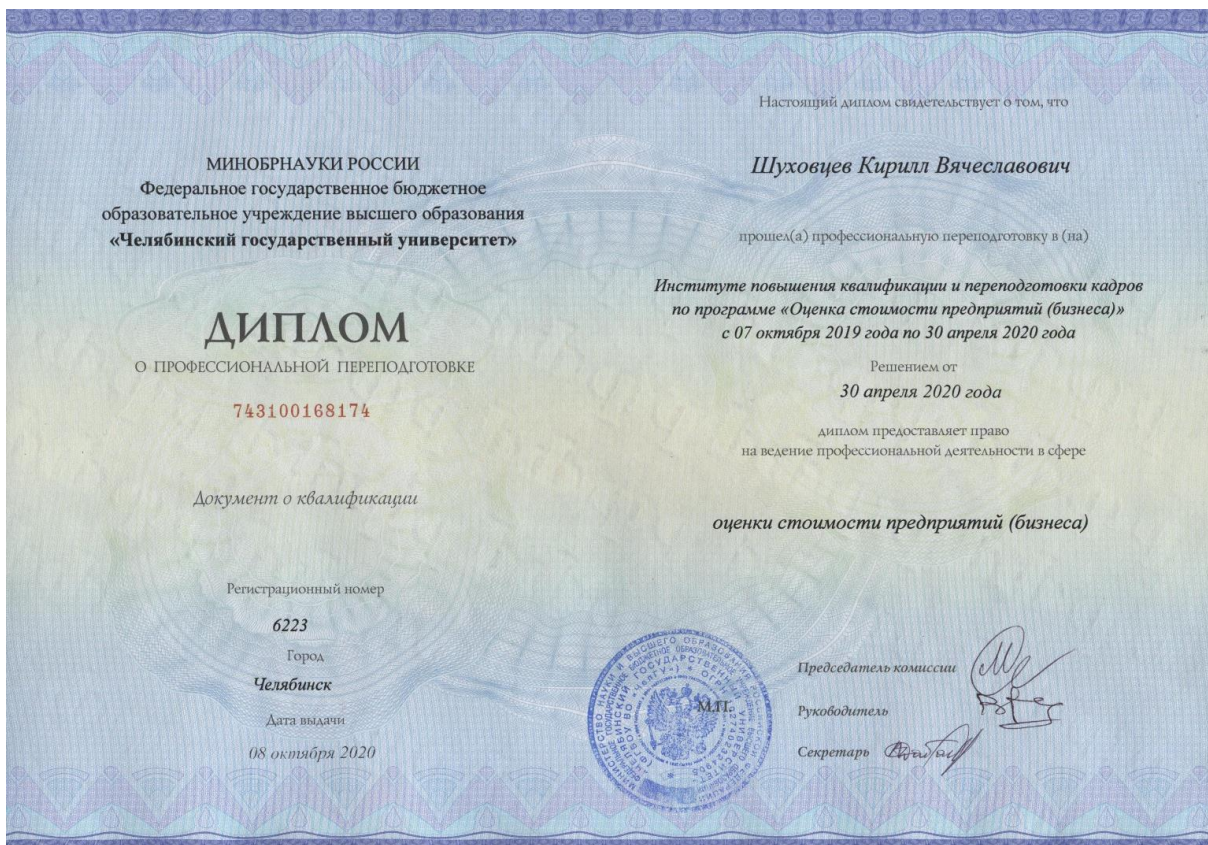 МИНОБРНАУКИ РОССИИ
Федеральное государственное бюджетное
образовательное учреждение высшего образования
«Челябинский государственный университет»
ДИПЛОМ
О ПРОФЕССИОНАЛЬНОЙ ПЕРЕПОДГОТОВКЕ
743100168174
Документ о квалификации
Регистрационный номер
6223
Город
Челябинск
Дата выдачи
08 октября 2020
Настоящий диплом свидетельствует о том, что
Шуховцев Кирилл Вячеславович
прошел(а) профессиональную переподготовку в (на)
Институте повышения квалификации и переподготовки кадров
по программе «Оценка стоимости предприятий (бизнеса)»
с 07 октября 2019 года по 30 апреля 2020 года
Решением от
30 апреля 2020 года
диплом предоставляет право
на ведение профессиональной деятельности в сфере
оценки стоимости предприятий (бизнеса)
М.П.
Председатель комиссии
Руководитель
Секретарь